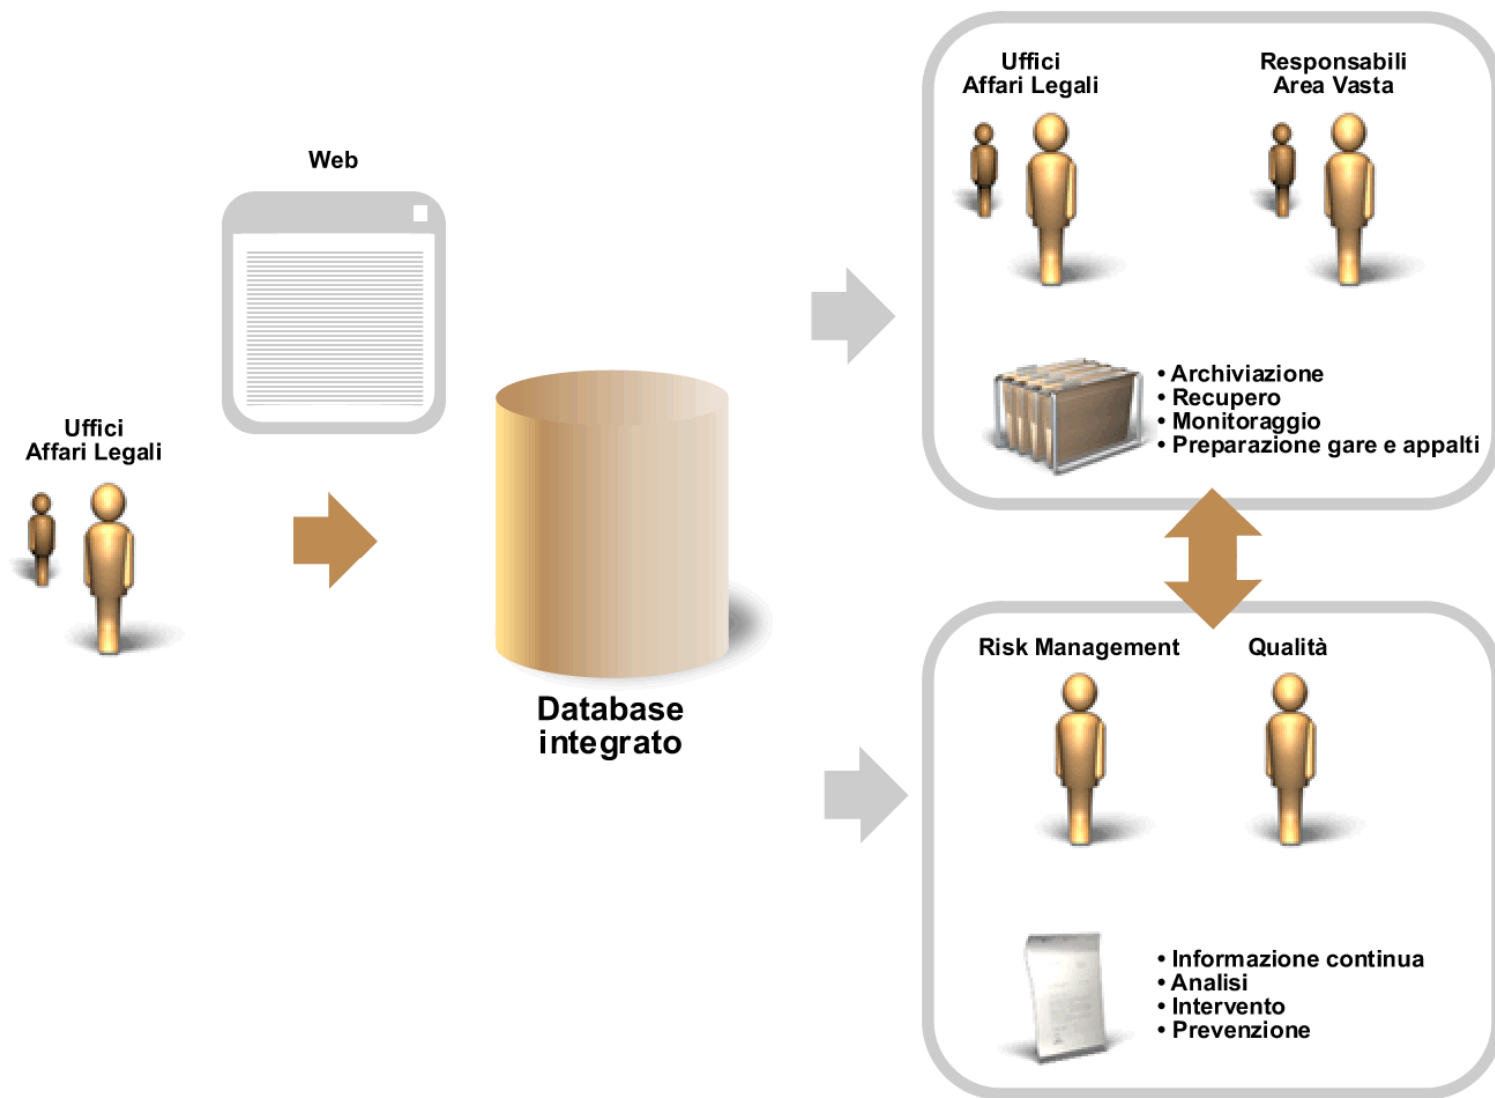 Web
Uffici
Affari Legali
Database
integrato
Uffici
Affari Legali
Responsabili
Area Vasta
• Archiviazione
• Recupero
• Monitoraggio
• Preparazione gare e appalti
Risk Management
Qualità
• Informazione continua
• Analisi
• Intervento
• Prevenzione